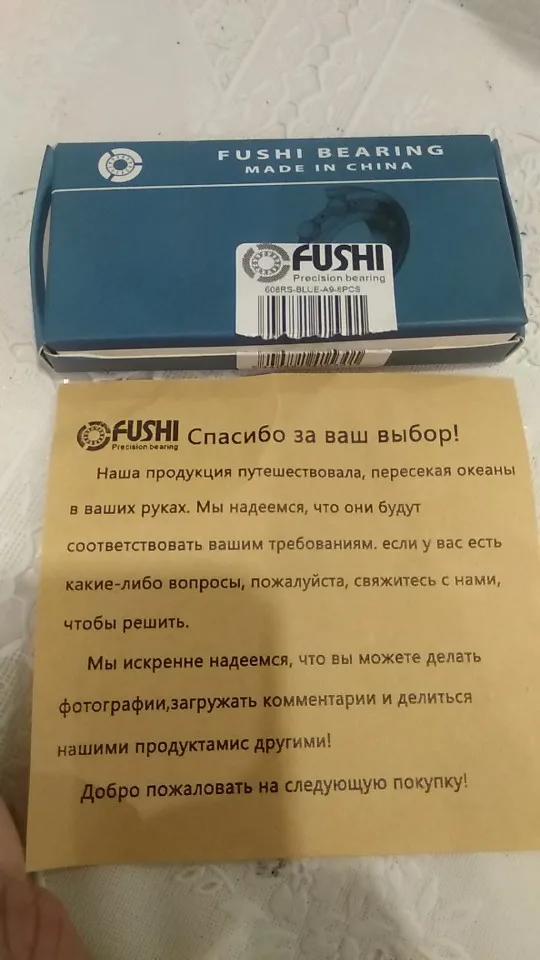 FUSHI BEARING
MADE IN CHINA
FUSHI
Precision bearing
608RS-BLUE-A9-8PCS
FUSHI
Precision bearing
Спасибо за ваш выбор!
Наша продукция путешествовала, пересекая океаны
в ваших руках. Мы надеемся, что они будут
соответствовать вашим требованиям. если у вас есть
какие-либо вопросы, пожалуйста, свяжитесь с нами,
чтобы решить.
Мы искренне надеемся, что вы можете делать
фотографии,загружать комментарии и делиться
нашими продуктамис другими!
Добро пожаловать на следующую покупку!